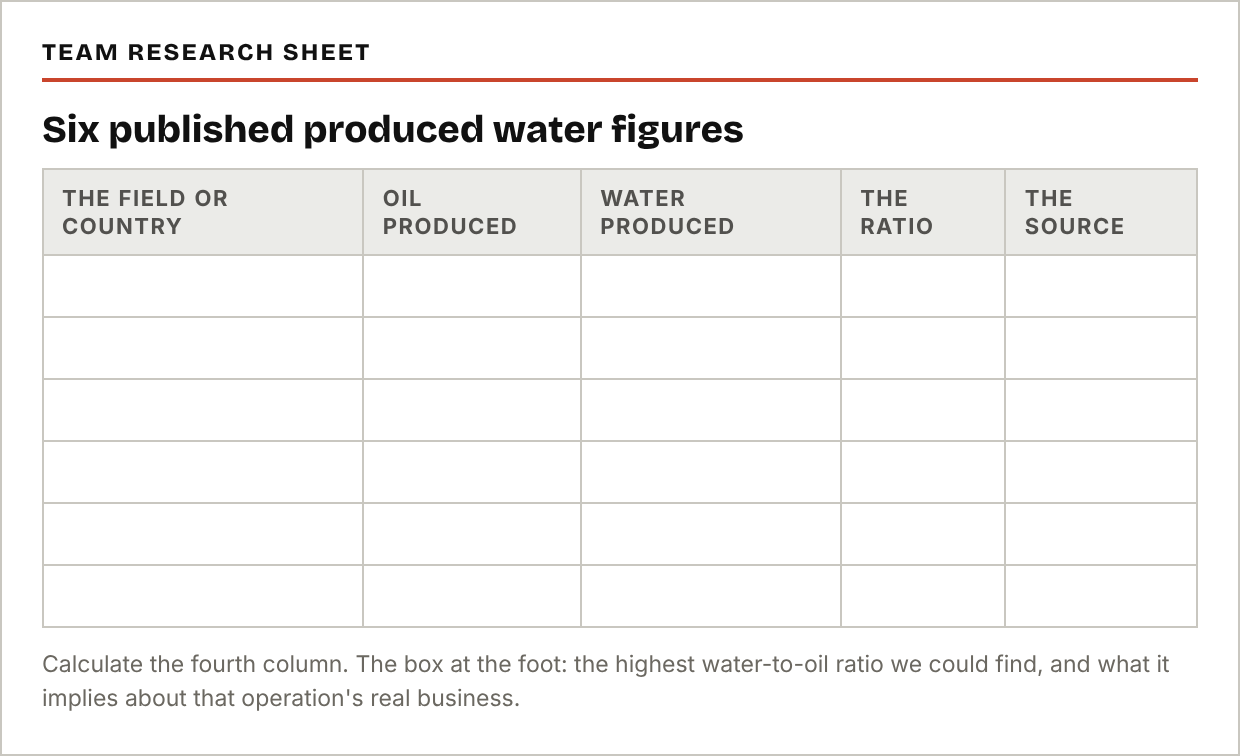 TEAM RESEARCH SHEET
Six published produced water figures
THE FIELD OR COUNTRY
OIL PRODUCED
WATER PRODUCED
THE RATIO
THE SOURCE
Calculate the fourth column. The box at the foot: the highest water-to-oil ratio we could find, and what it
implies about that operation's real business.